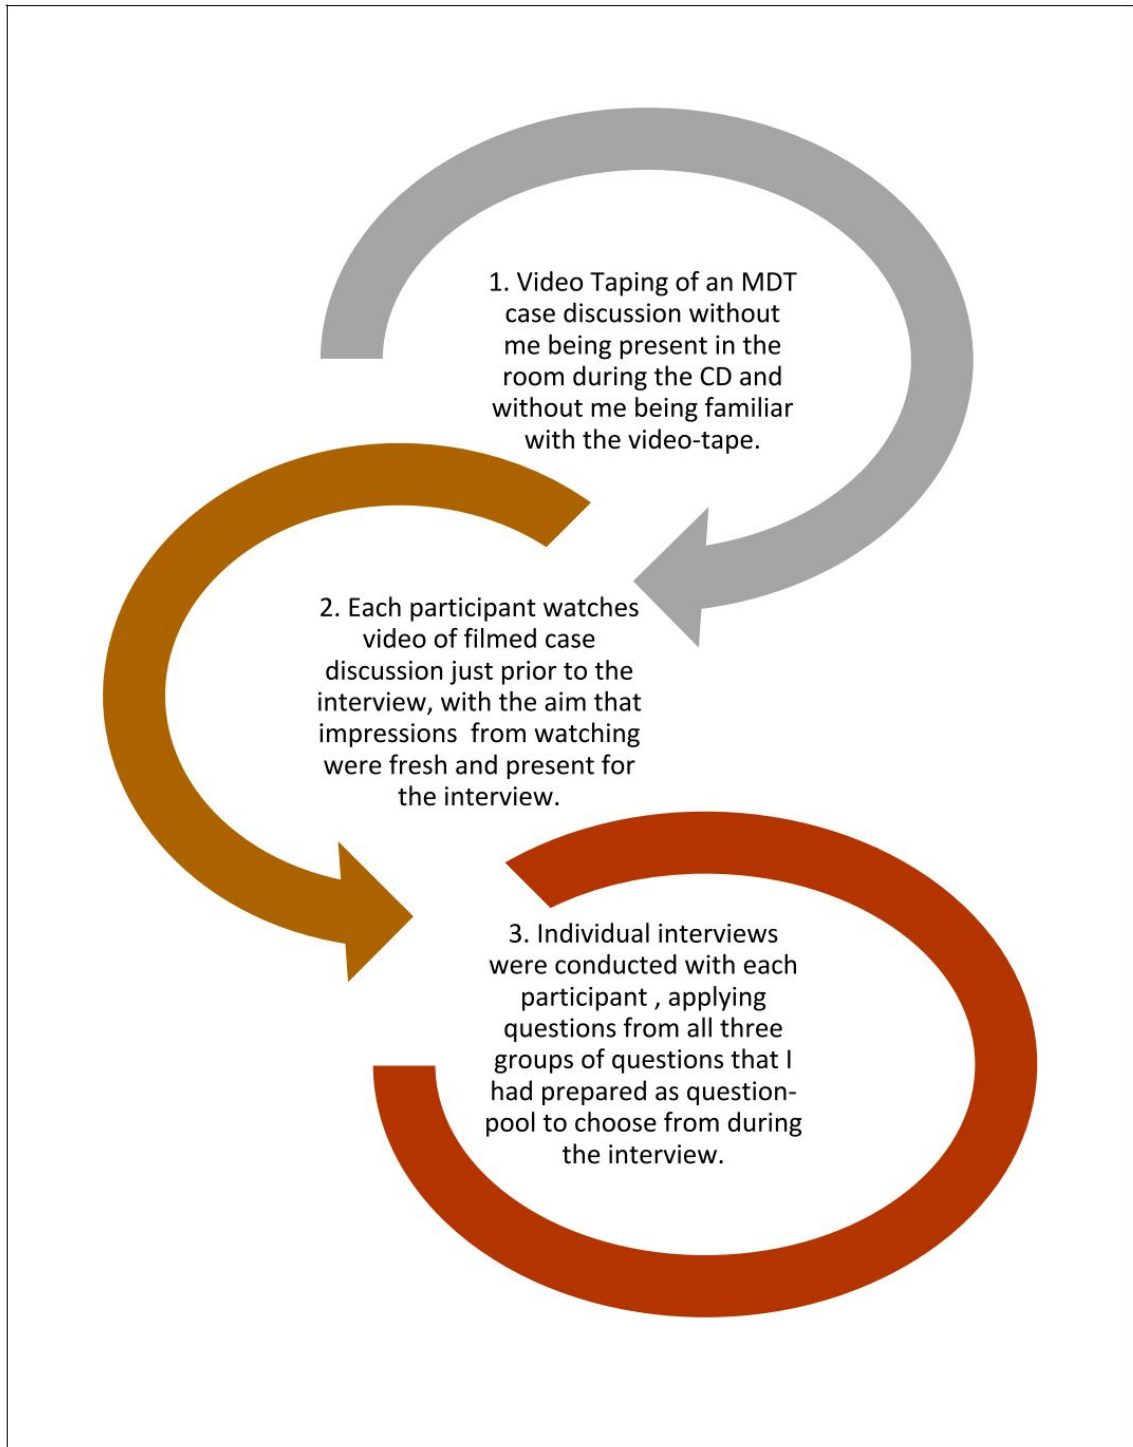 1. Video Taping of an MDT
case discussion without
me being present in the
room during the CD and
without me being familiar
with the video-tape.
2. Each participant watches
video of filmed case
discussion just prior to the
interview, with the aim that
impressions  from watching
were fresh and present for
the interview.
3. Individual interviews
were conducted with each
participant , applying
questions from all three
groups of questions that I
had prepared as question-
pool to choose from during
the interview.